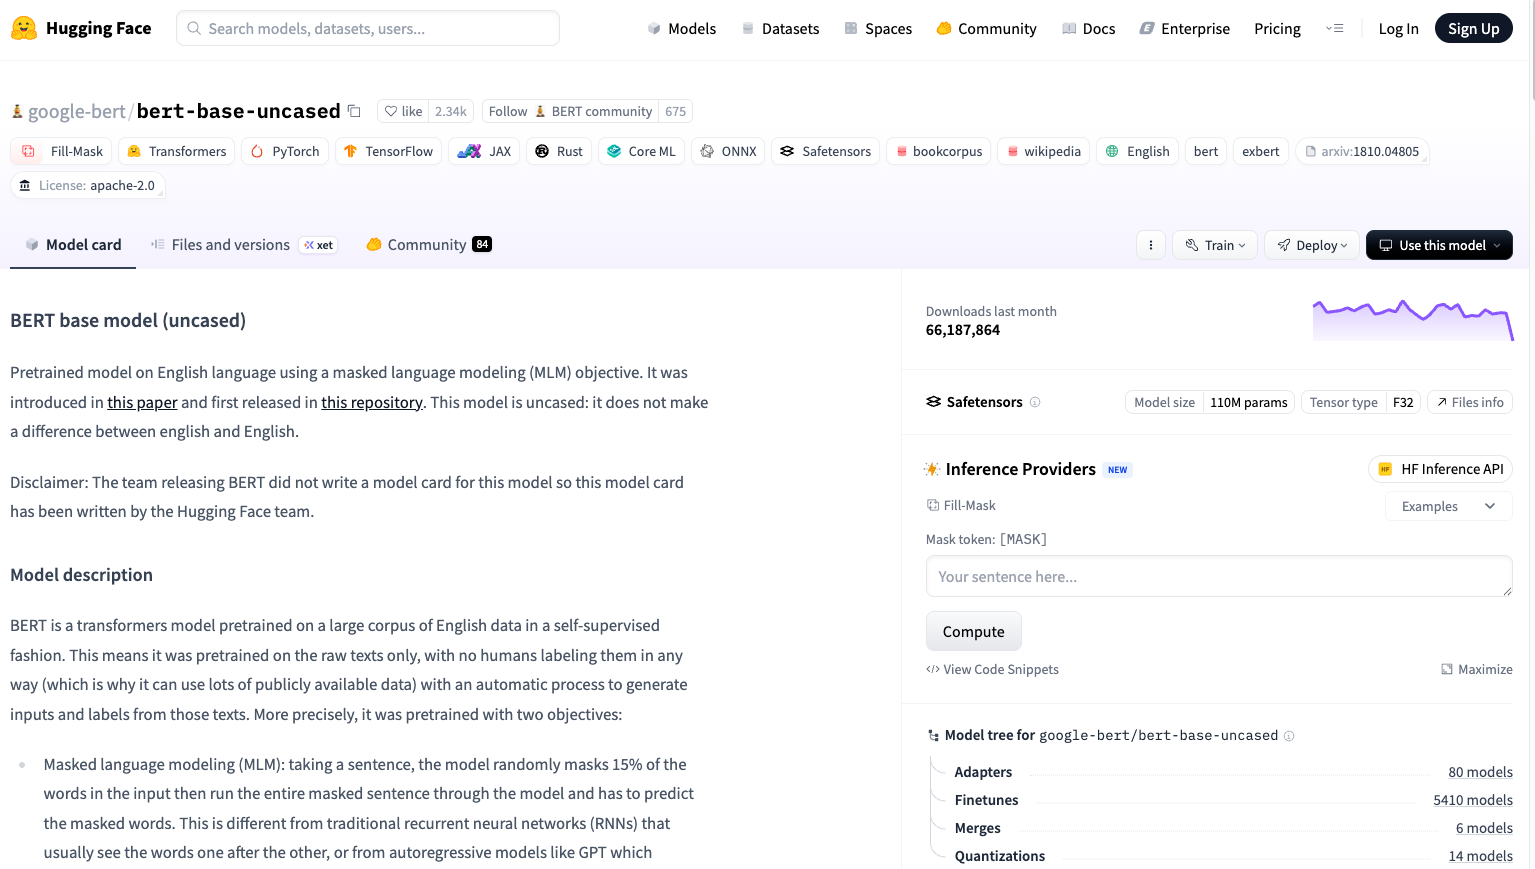 Hugging Face
Search models, datasets, users...
Models
Datasets
Spaces
Community
Docs
Enterprise
Pricing
Log In
Sign Up
google-bert/bert-base-uncased
like 2.34k
Follow BERT community 675
Fill-Mask
Transformers
PyTorch
TensorFlow
JAX
Rust
Core ML
ONNX
Safetensors
bookcorpus
wikipedia
English
bert
exbert
arxiv:1810.04805
License: apache-2.0
Model card
Files and versions
xet
Community 84
Train
Deploy
Use this model
BERT base model (uncased)
Pretrained model on English language using a masked language modeling (MLM) objective. It was
introduced in this paper and first released in this repository. This model is uncased: it does not make
a difference between english and English.
Disclaimer: The team releasing BERT did not write a model card for this model so this model card
has been written by the Hugging Face team.
Model description
BERT is a transformers model pretrained on a large corpus of English data in a self-supervised
fashion. This means it was pretrained on the raw texts only, with no humans labeling them in any
way (which is why it can use lots of publicly available data) with an automatic process to generate
inputs and labels from those texts. More precisely, it was pretrained with two objectives:
Masked language modeling (MLM): taking a sentence, the model randomly masks 15% of the
words in the input then run the entire masked sentence through the model and has to predict
the masked words. This is different from traditional recurrent neural networks (RNNs) that
usually see the words one after the other, or from autoregressive models like GPT which
Downloads last month
66,187,864
Safetensors
Model size 110M params
Tensor type F32
Files info
Inference Providers NEW
HF HF Inference API
Fill-Mask
Examples
Mask token: [MASK]
Your sentence here...
Compute
</> View Code Snippets
Maximize
Model tree for google-bert/bert-base-uncased
Adapters 80 models
Finetunes 5410 models
Merges 6 models
Quantizations 14 models